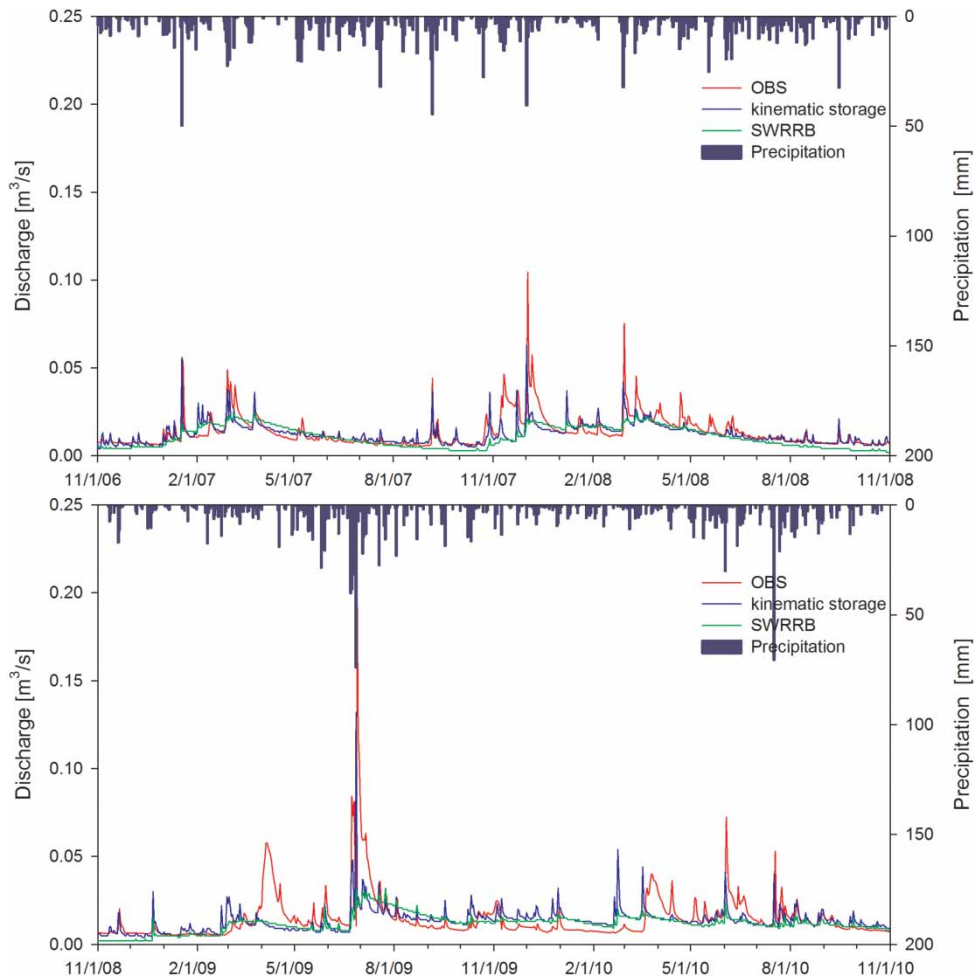 0.25
0.20
0.15
0.10
0.05
0.00
Discharge [m³/s]
0
50
100
150
200
Precipitation [mm]
OBS
kinematic storage
SWRRB
Precipitation
11/1/06 2/1/07 5/1/07 8/1/07 11/1/07 2/1/08 5/1/08 8/1/08 11/1/08
0.25
0.20
0.15
0.10
0.05
0.00
Discharge [m³/s]
0
50
100
150
200
Precipitation [mm]
OBS
kinematic storage
SWRRB
Precipitation
11/1/08 2/1/09 5/1/09 8/1/09 11/1/09 2/1/10 5/1/10 8/1/10 11/1/10